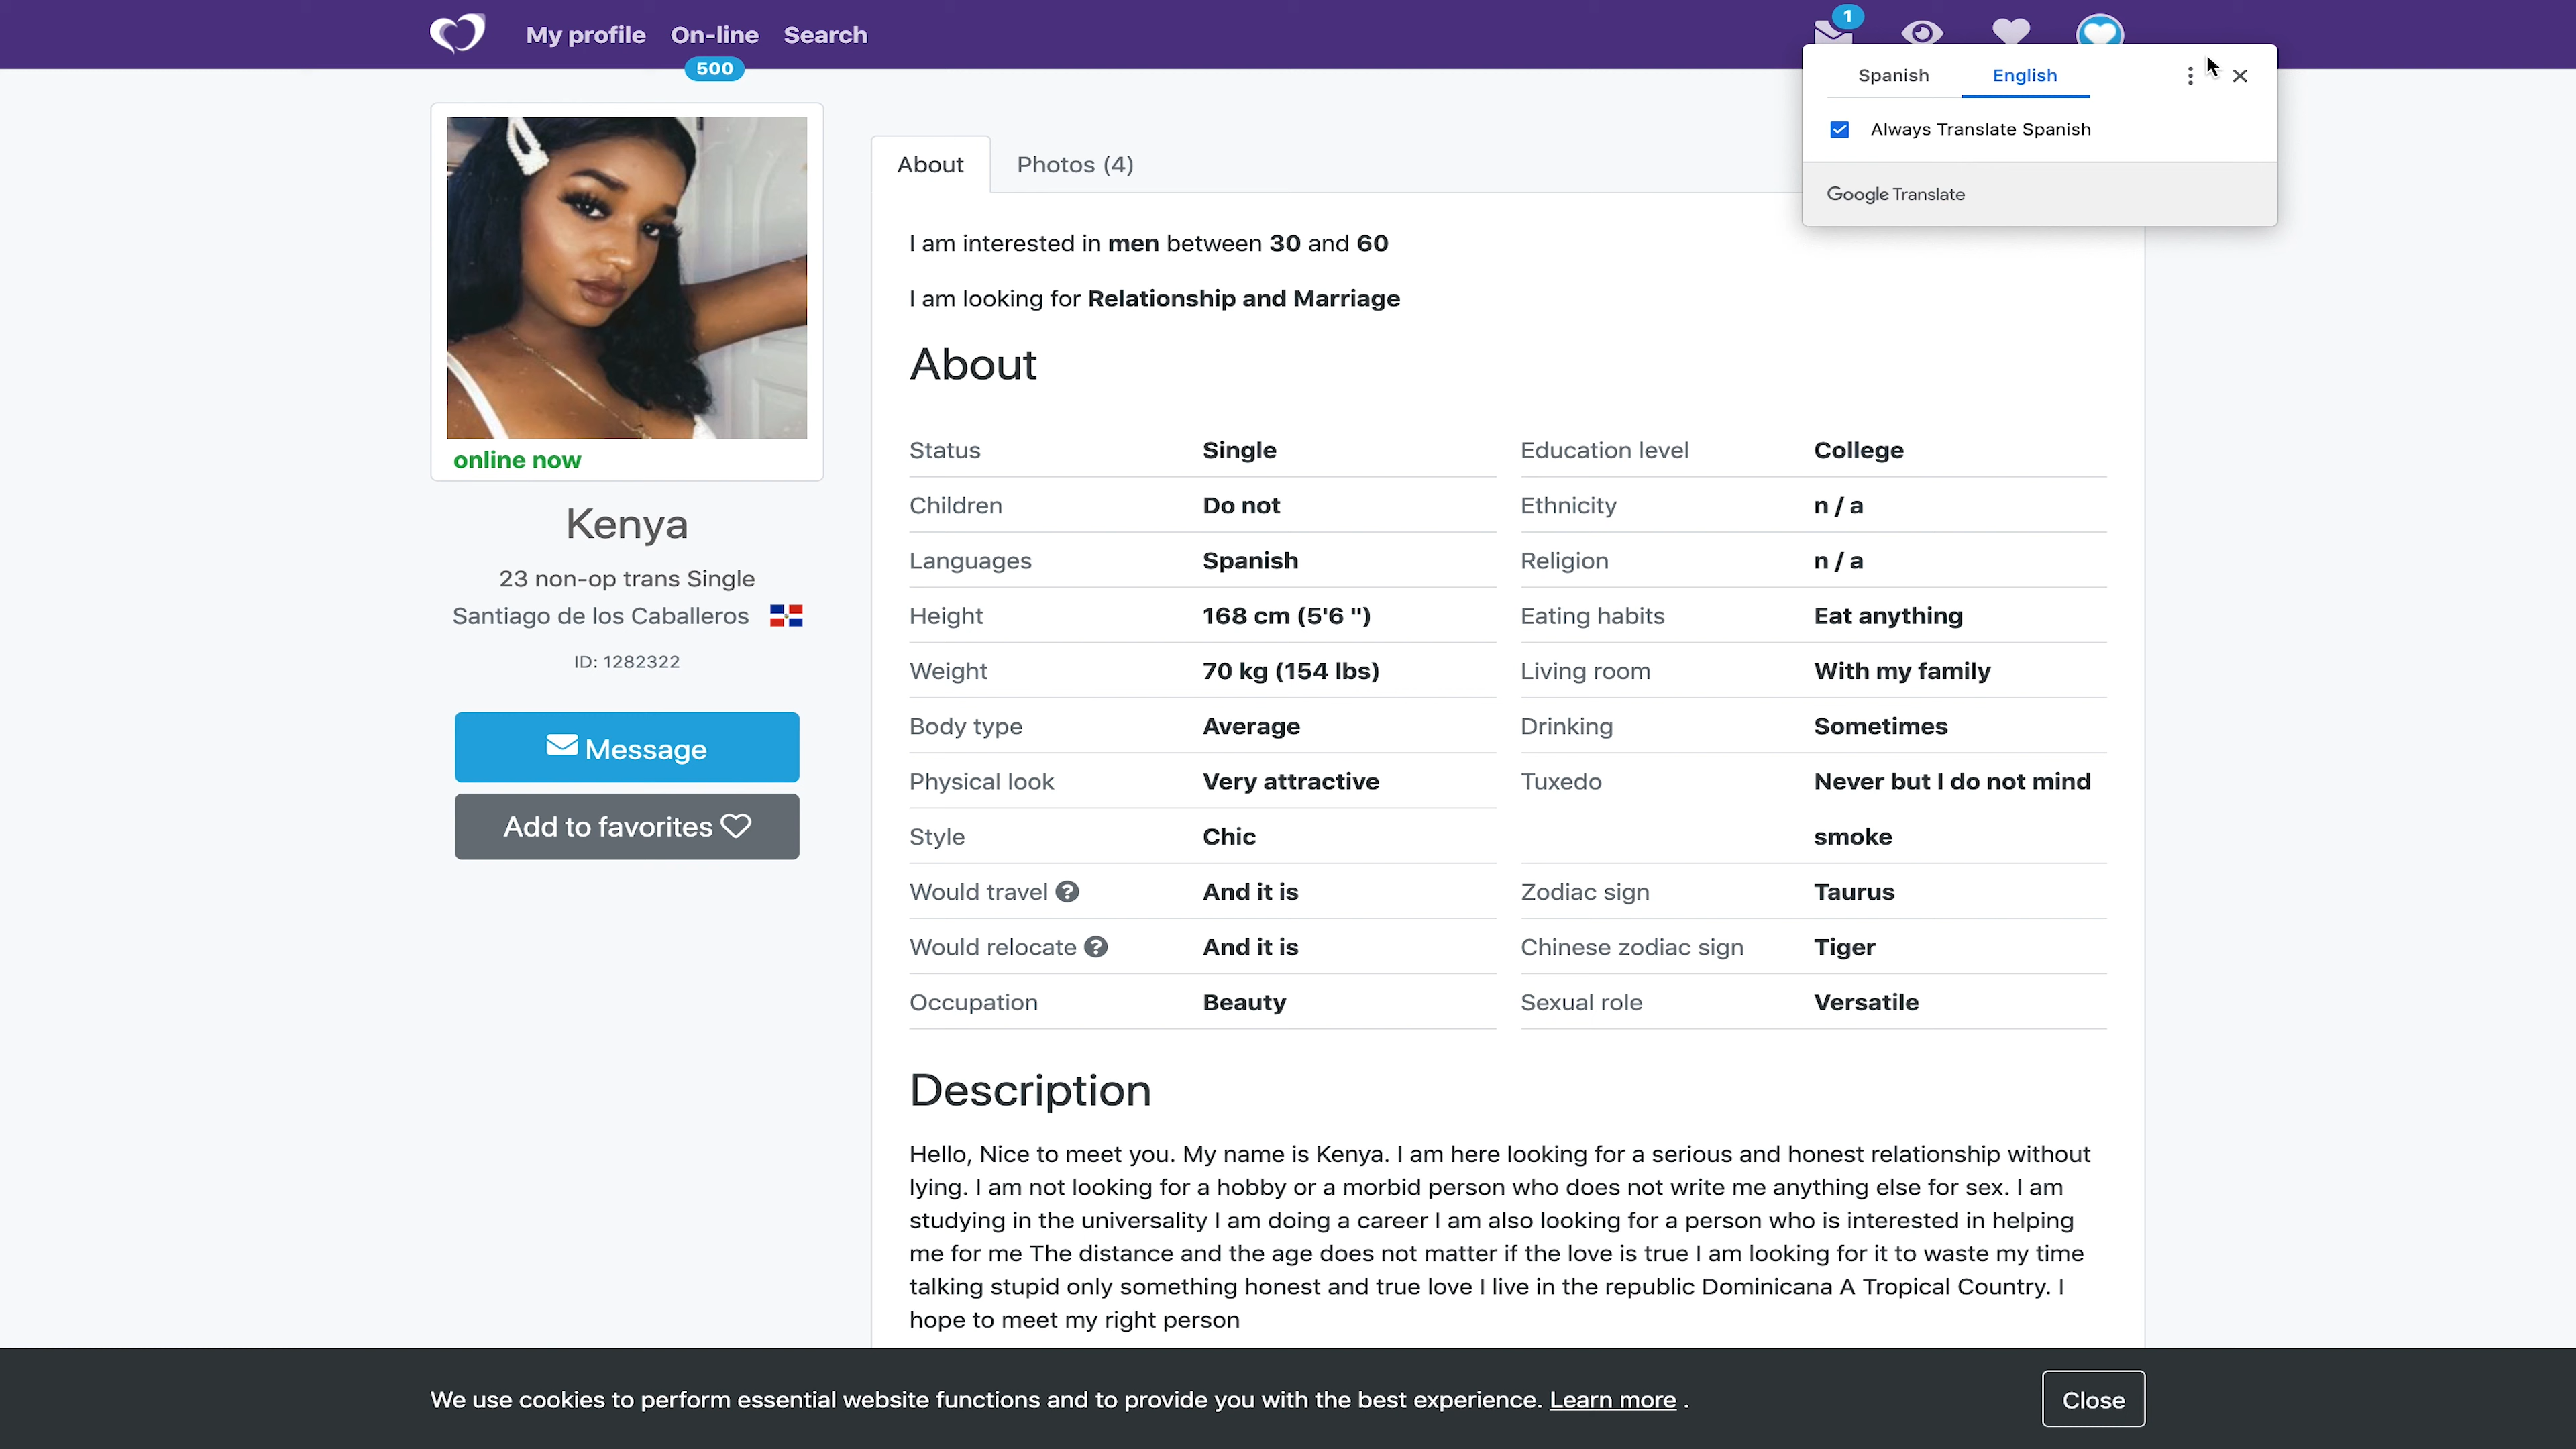 My profile On-line Search
500
1
Spanish English
Always Translate Spanish
Google Translate
online now
Kenya
23 non-op trans Single
Santiago de los Caballeros
ID: 1282322
Message
Add to favorites
About Photos (4)
I am interested in men between 30 and 60
I am looking for Relationship and Marriage
About
Status Single Education level College
Children Do not Ethnicity n / a
Languages Spanish Religion n / a
Height 168 cm (5'6 ") Eating habits Eat anything
Weight 70 kg (154 lbs) Living room With my family
Body type Average Drinking Sometimes
Physical look Very attractive Tuxedo Never but I do not mind
Style Chic smoke
Would travel ? And it is Zodiac sign Taurus
Would relocate ? And it is Chinese zodiac sign Tiger
Occupation Beauty Sexual role Versatile
Description
Hello, Nice to meet you. My name is Kenya. I am here looking for a serious and honest relationship without
lying. I am not looking for a hobby or a morbid person who does not write me anything else for sex. I am
studying in the universality I am doing a career I am also looking for a person who is interested in helping
me for me The distance and the age does not matter if the love is true I am looking for it to waste my time
talking stupid only something honest and true love I live in the republic Dominicana A Tropical Country. I
hope to meet my right person
We use cookies to perform essential website functions and to provide you with the best experience. Learn more .
Close